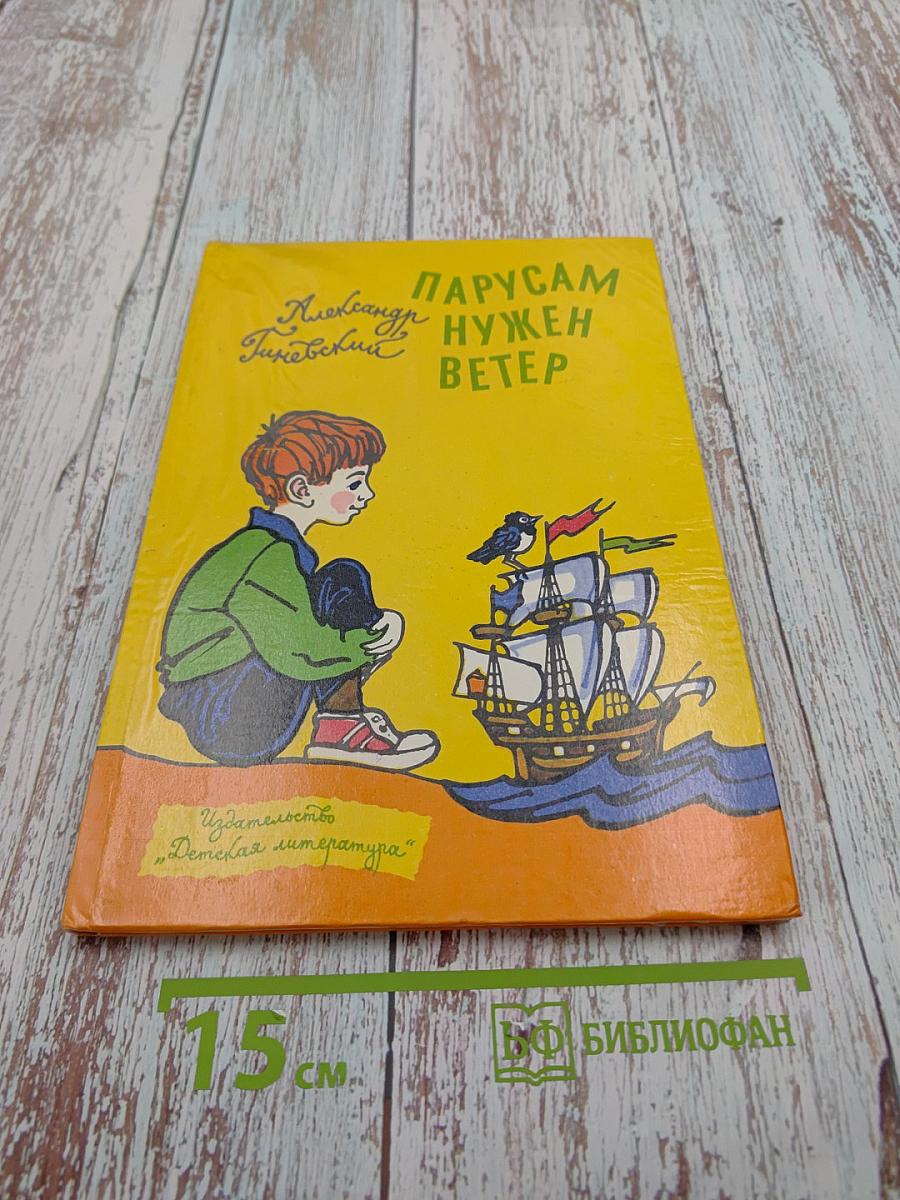 Александр
Гиневский
ПАРУСАМ
НУЖЕН
ВЕТЕР
Издательство
„Детская литература“
15 см
БФ БИБЛИОФАН